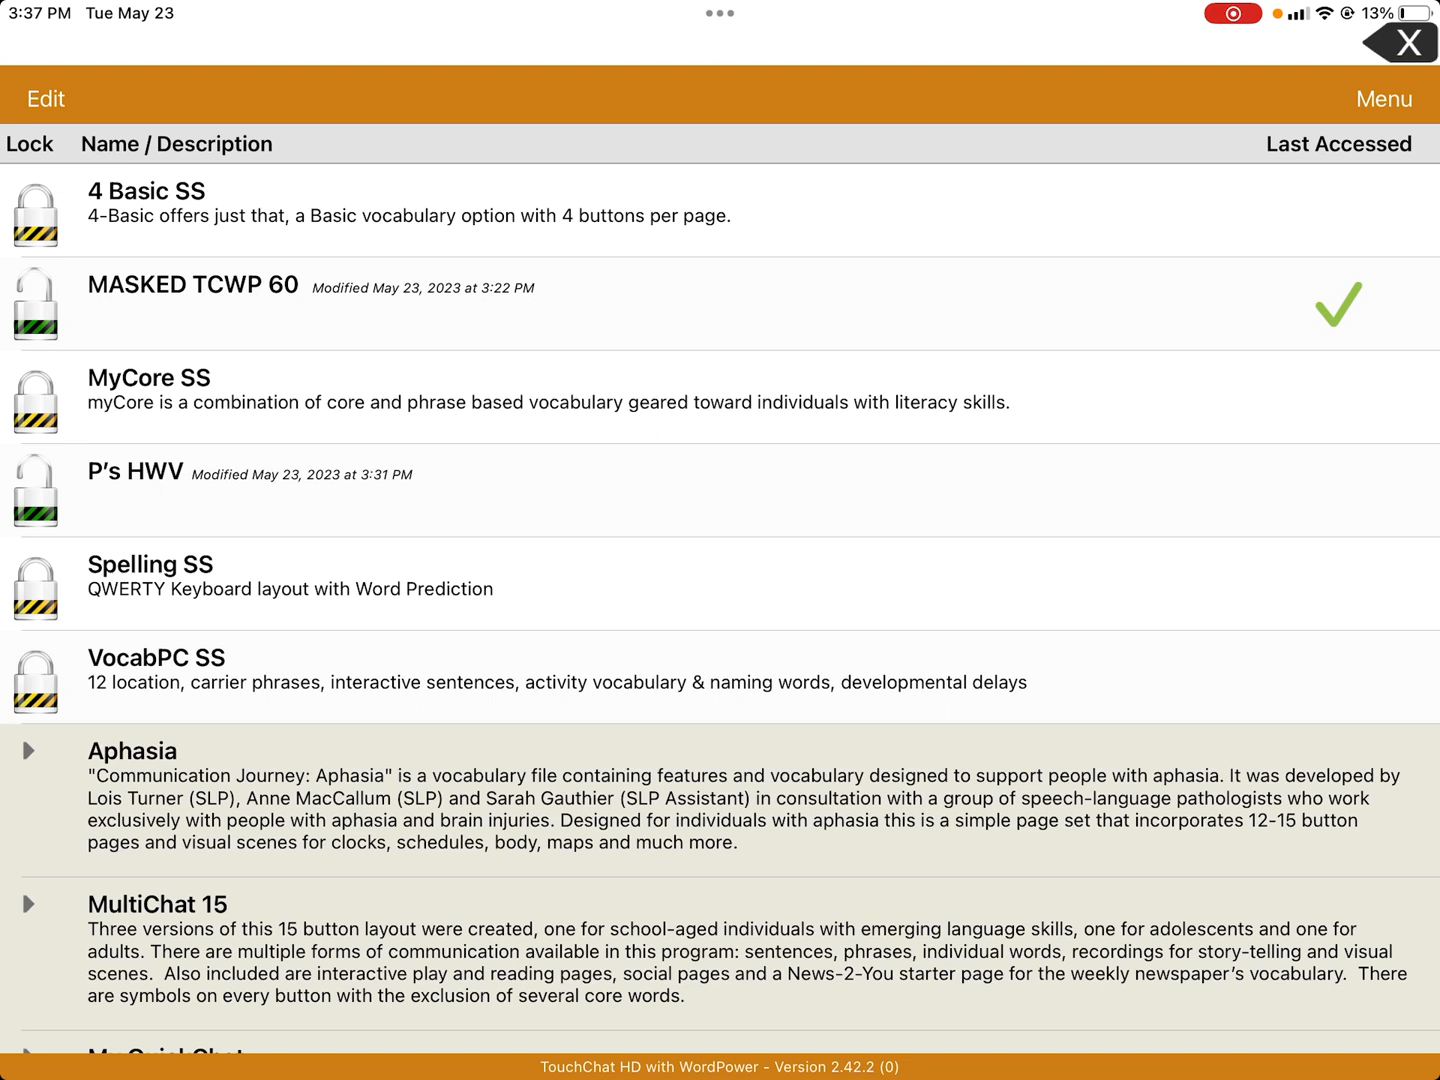 3:37 PM Tue May 23
13%
X
Edit Menu
Lock Name / Description Last Accessed
4 Basic SS
4-Basic offers just that, a Basic vocabulary option with 4 buttons per page.
MASKED TCWP 60 Modified May 23, 2023 at 3:22 PM
MyCore SS
myCore is a combination of core and phrase based vocabulary geared toward individuals with literacy skills.
P's HWV Modified May 23, 2023 at 3:31 PM
Spelling SS
QWERTY Keyboard layout with Word Prediction
VocabPC SS
12 location, carrier phrases, interactive sentences, activity vocabulary & naming words, developmental delays
Aphasia
"Communication Journey: Aphasia" is a vocabulary file containing features and vocabulary designed to support people with aphasia. It was developed by
Lois Turner (SLP), Anne MacCallum (SLP) and Sarah Gauthier (SLP Assistant) in consultation with a group of speech-language pathologists who work
exclusively with people with aphasia and brain injuries. Designed for individuals with aphasia this is a simple page set that incorporates 12-15 button
pages and visual scenes for clocks, schedules, body, maps and much more.
MultiChat 15
Three versions of this 15 button layout were created, one for school-aged individuals with emerging language skills, one for adolescents and one for
adults. There are multiple forms of communication available in this program: sentences, phrases, individual words, recordings for story-telling and visual
scenes. Also included are interactive play and reading pages, social pages and a News-2-You starter page for the weekly newspaper's vocabulary. There
are symbols on every button with the exclusion of several core words.
TouchChat HD with WordPower - Version 2.42.2 (0)